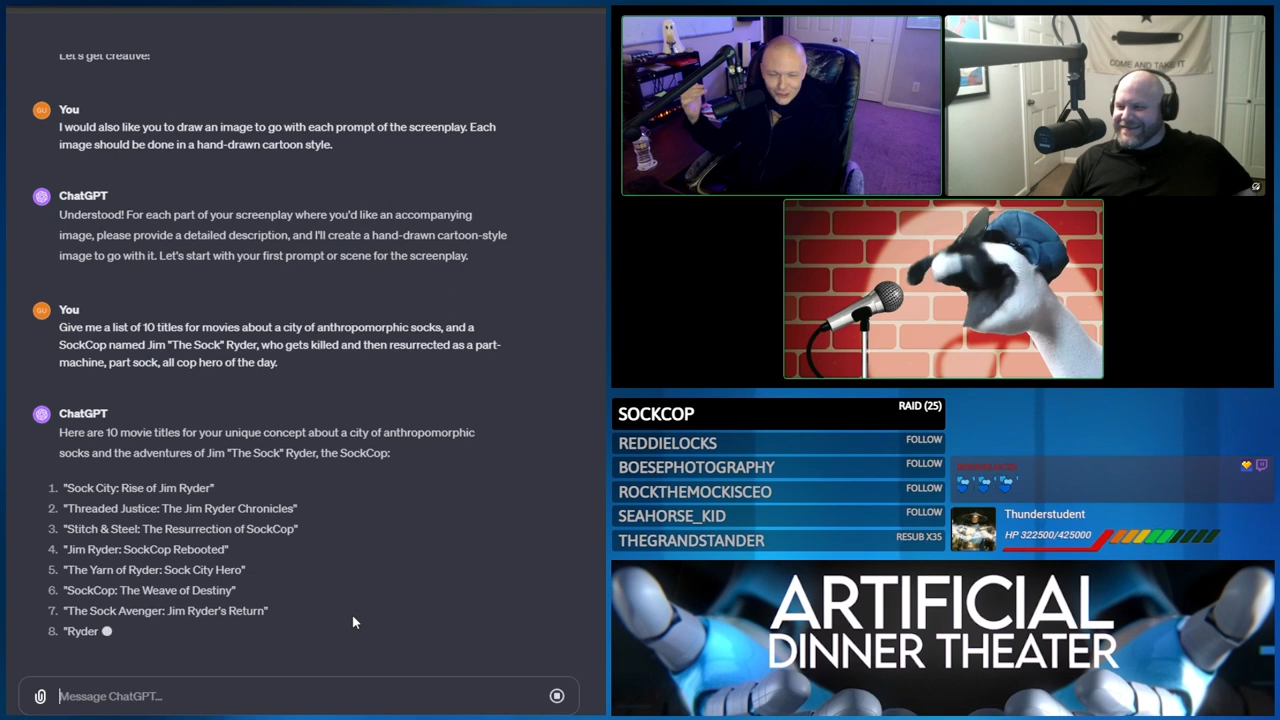 Let's get creative!
GU
You
I would also like you to draw an image to go with each prompt of the screenplay. Each
image should be done in a hand-drawn cartoon style.
ChatGPT
Understood! For each part of your screenplay where you'd like an accompanying
image, please provide a detailed description, and I'll create a hand-drawn cartoon-style
image to go with it. Let's start with your first prompt or scene for the screenplay.
GU
You
Give me a list of 10 titles for movies about a city of anthropomorphic socks, and a
SockCop named Jim "The Sock" Ryder, who gets killed and then resurrected as a part-
machine, part sock, all cop hero of the day.
ChatGPT
Here are 10 movie titles for your unique concept about a city of anthropomorphic
socks and the adventures of Jim "The Sock" Ryder, the SockCop:
1. "Sock City: Rise of Jim Ryder"
2. "Threaded Justice: The Jim Ryder Chronicles"
3. "Stitch & Steel: The Resurrection of SockCop"
4. "Jim Ryder: SockCop Rebooted"
5. "The Yarn of Ryder: Sock City Hero"
6. "SockCop: The Weave of Destiny"
7. "The Sock Avenger: Jim Ryder's Return"
8. "Ryder
Message ChatGPT...
COME AND TAKE IT
SOCKCOP RAID (25)
REDDIELOCKS FOLLOW
BOESEPHOTOGRAPHY FOLLOW
ROCKTHEMOCKISCEO FOLLOW
SEAHORSE_KID FOLLOW
THEGRANDSTANDER RESUB X35
Thunderstudent
HP 322500/425000
ARTIFICIAL
DINNER THEATER